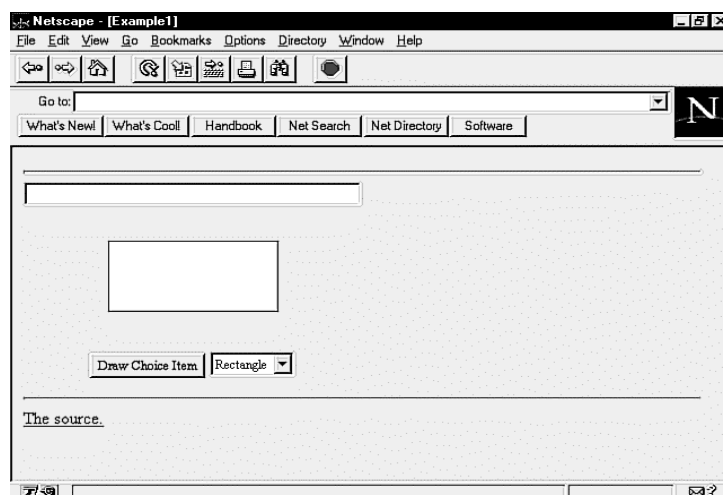 Netscape - [Example1]
File Edit View Go Bookmarks Options Directory Window Help
Go to:
N
What's New! What's Cool! Handbook Net Search Net Directory Software
Draw Choice Item Rectangle
The source.